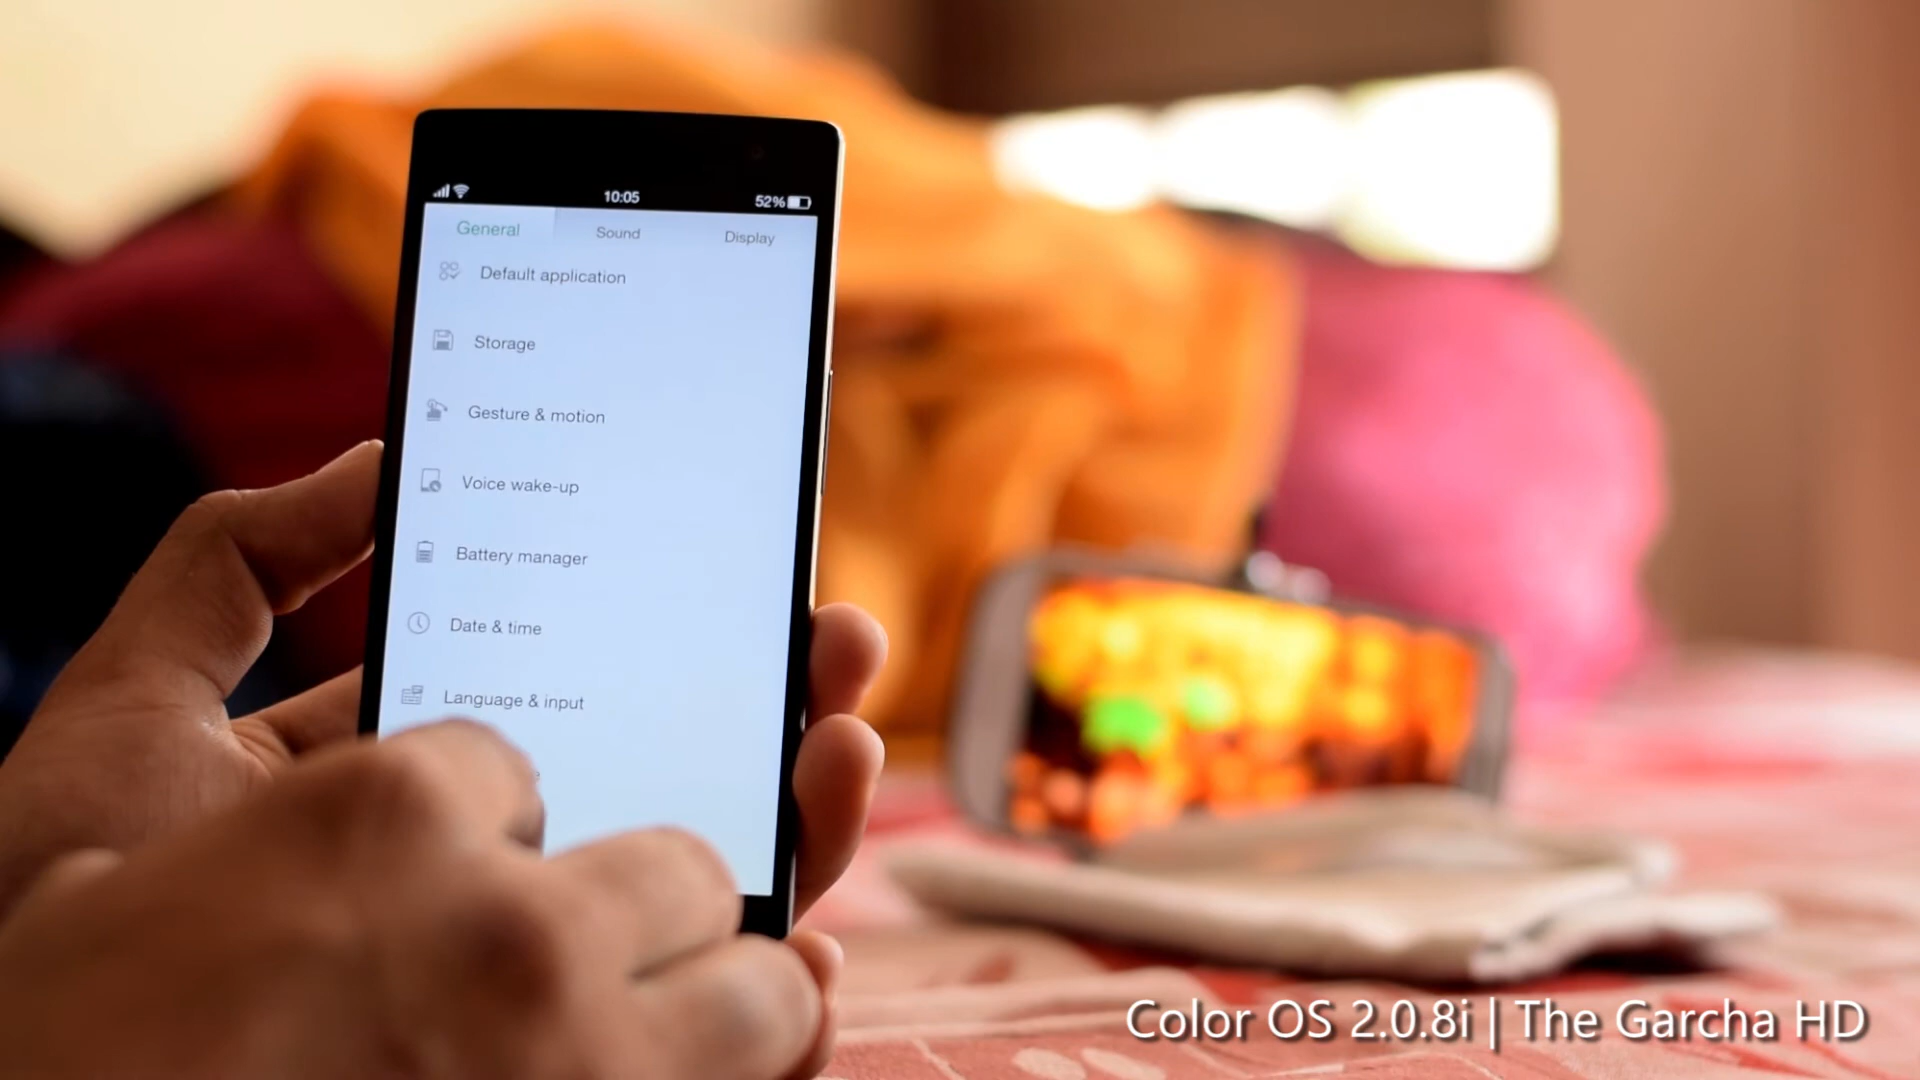 10:05
52%
General
Sound
Display
Default application
Storage
Gesture & motion
Voice wake-up
Battery manager
Date & time
Language & input
Color OS 2.0.8i | The Garcha HD